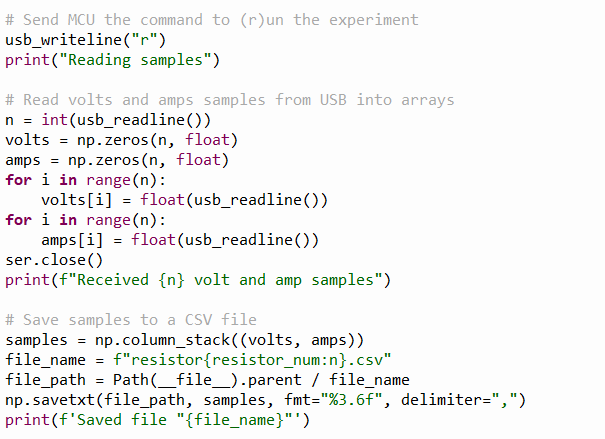 # Send MCU the command to (r)un the experiment
usb_writeline("r")
print("Reading samples")
# Read volts and amps samples from USB into arrays
n = int(usb_readline())
volts = np.zeros(n, float)
amps = np.zeros(n, float)
for i in range(n):
    volts[i] = float(usb_readline())
for i in range(n):
    amps[i] = float(usb_readline())
ser.close()
print(f"Received {n} volt and amp samples")
# Save samples to a CSV file
samples = np.column_stack((volts, amps))
file_name = f"resistor{resistor_num:n}.csv"
file_path = Path(__file__).parent / file_name
np.savetxt(file_path, samples, fmt="%3.6f", delimiter=",")
print(f'Saved file "{file_name}"')